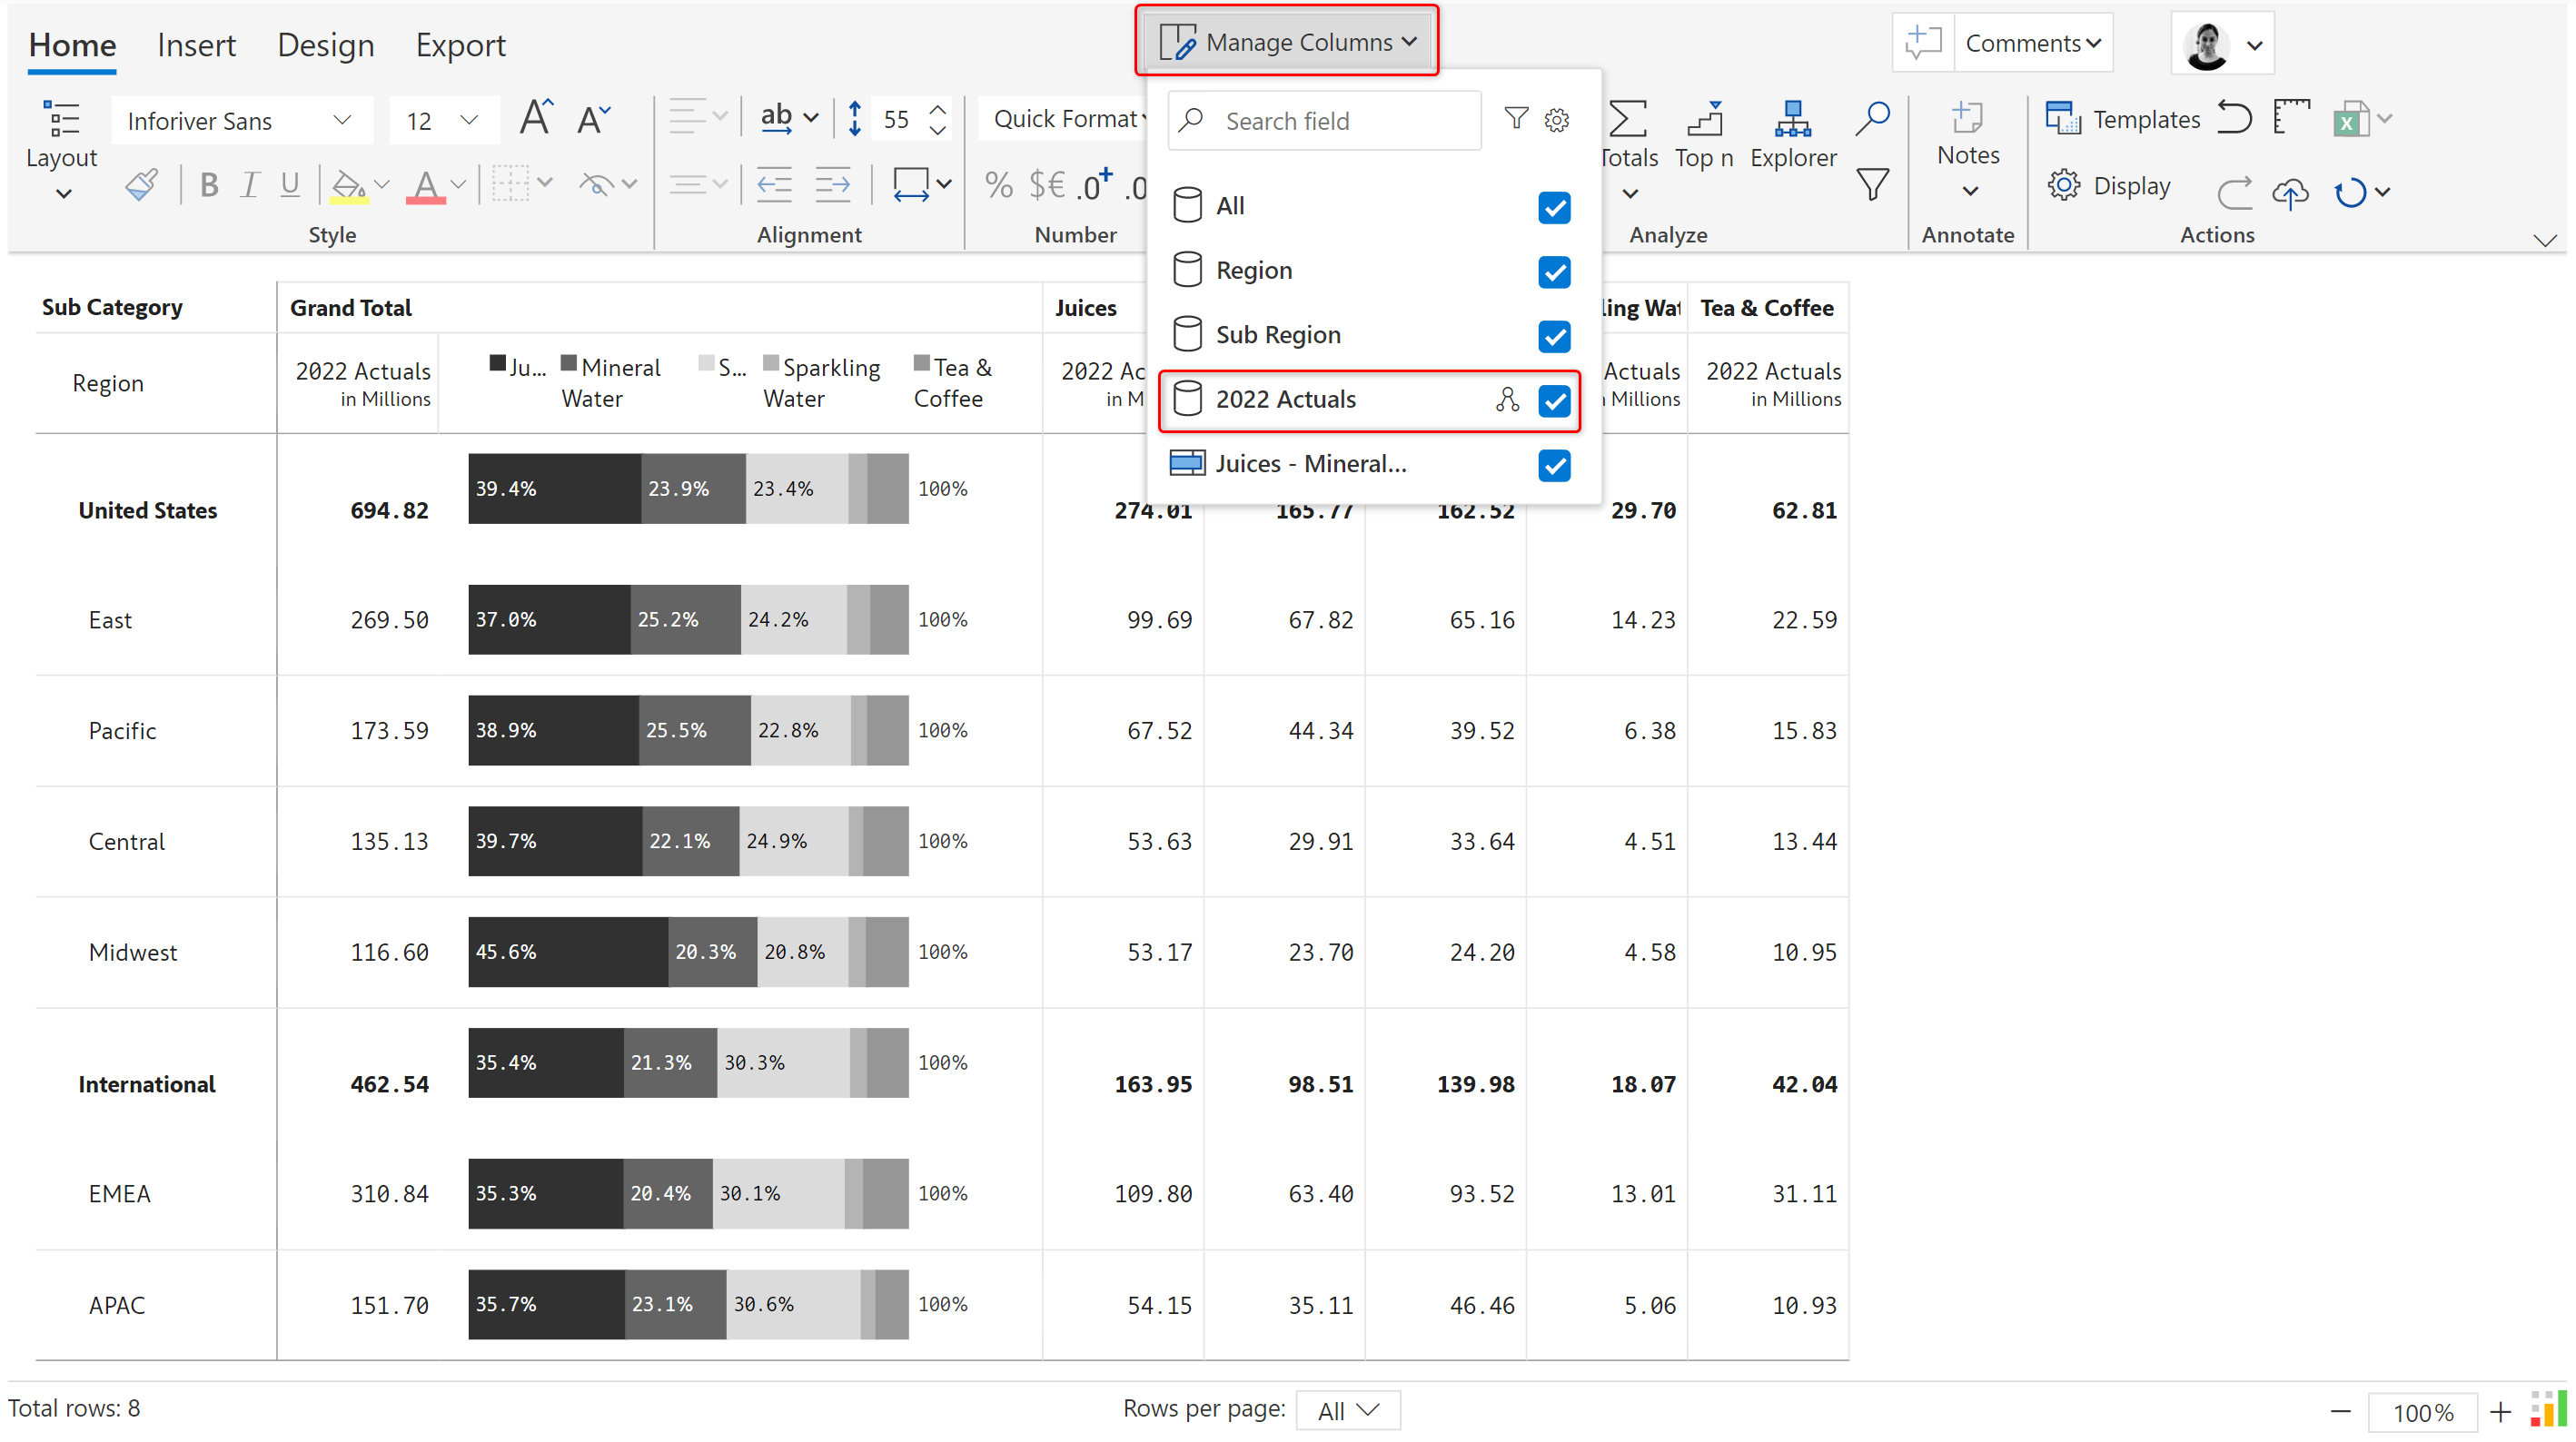 Home Insert Design Export Manage Columns Comments
Inforiver Sans 12 A A ab 55 Quick Format Search field Totals Top n Explorer Notes Templates
Layout B I U A % $€ .0+ .0 Display
Style Alignment Number Analyze Annotate Actions
All
Region
Sub Region
2022 Actuals
Juices - Mineral...
Sub Category Grand Total Juices ling Wat Tea & Coffee
Region 2022 Actuals in Millions Ju... Mineral Water S... Sparkling Water Tea & Coffee 2022 Ac in M Actuals Millions 2022 Actuals in Millions
United States 694.82 39.4% 23.9% 23.4% 100% 274.01 165.77 162.52 29.70 62.81
East 269.50 37.0% 25.2% 24.2% 100% 99.69 67.82 65.16 14.23 22.59
Pacific 173.59 38.9% 25.5% 22.8% 100% 67.52 44.34 39.52 6.38 15.83
Central 135.13 39.7% 22.1% 24.9% 100% 53.63 29.91 33.64 4.51 13.44
Midwest 116.60 45.6% 20.3% 20.8% 100% 53.17 23.70 24.20 4.58 10.95
International 462.54 35.4% 21.3% 30.3% 100% 163.95 98.51 139.98 18.07 42.04
EMEA 310.84 35.3% 20.4% 30.1% 100% 109.80 63.40 93.52 13.01 31.11
APAC 151.70 35.7% 23.1% 30.6% 100% 54.15 35.11 46.46 5.06 10.93
Total rows: 8 Rows per page: All 100%